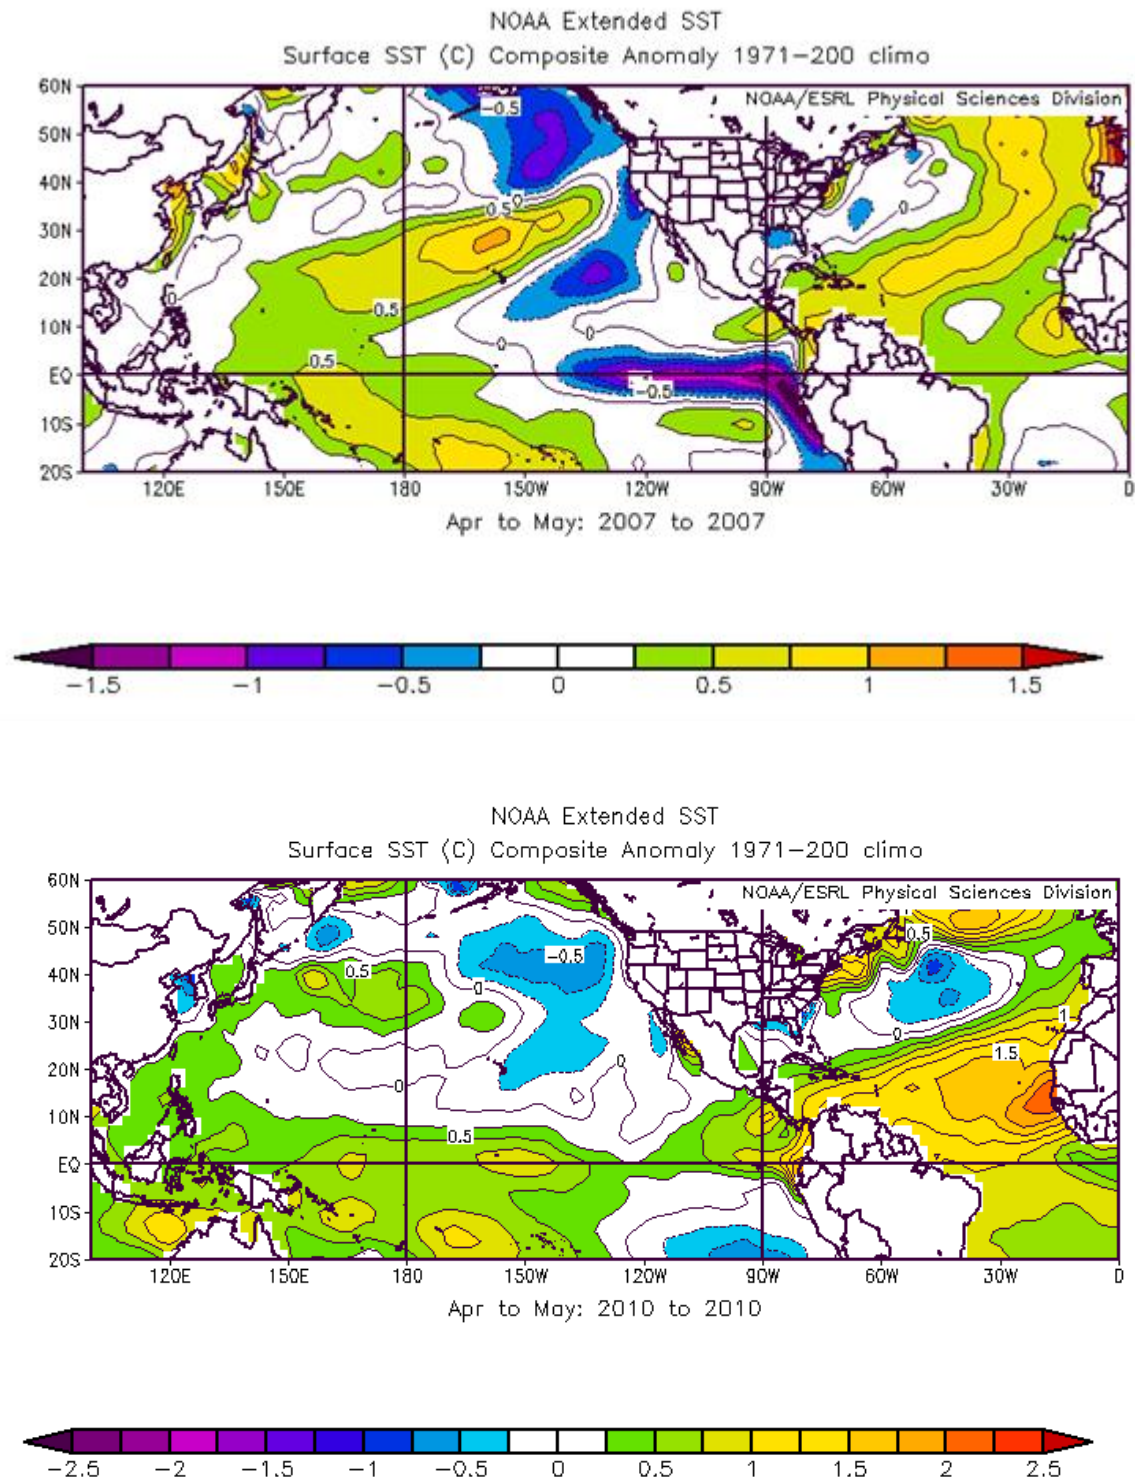 NOAA Extended SST
Surface SST (C) Composite Anomaly 1971-200 climo
NOAA/ESRL Physical Sciences Division
60N
50N
40N
30N
20N
10N
EQ
10S
20S
-0.5
0.5
0
0
0.5
0
0
0
0.5
-0.5
0
120E 150E 180 150W 120W 90W 60W 30W 0
Apr to May: 2007 to 2007
-1.5 -1 -0.5 0 0.5 1 1.5
NOAA Extended SST
Surface SST (C) Composite Anomaly 1971-200 climo
NOAA/ESRL Physical Sciences Division
60N
50N
40N
30N
20N
10N
EQ
10S
20S
0.5
-0.5
0.5
0
1
0
1.5
0
0
0.5
120E 150E 180 150W 120W 90W 60W 30W 0
Apr to May: 2010 to 2010
-2.5 -2 -1.5 -1 -0.5 0 0.5 1 1.5 2 2.5